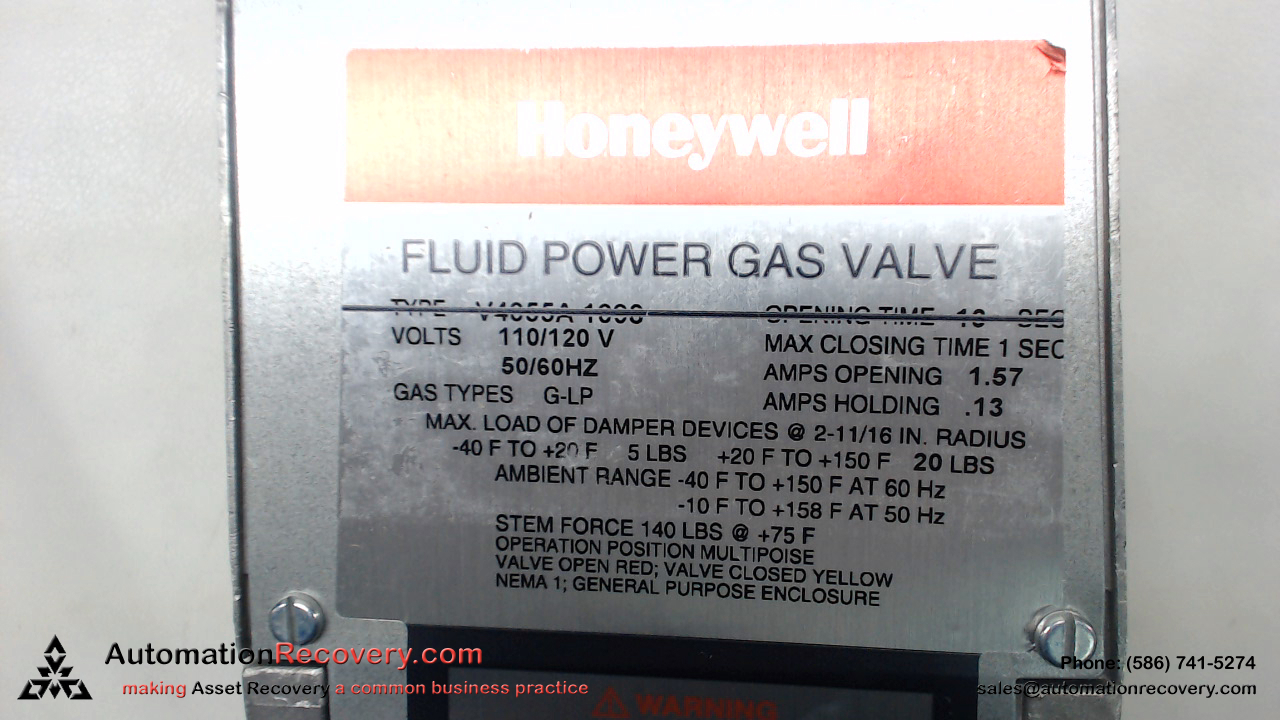 Honeywell
FLUID POWER GAS VALVE
TYPE OPENING TIME SEC
VOLTS 110/120 V MAX CLOSING TIME 1 SEC
50/60HZ AMPS OPENING 1.57
GAS TYPES G-LP AMPS HOLDING .13
MAX. LOAD OF DAMPER DEVICES @ 2-11/16 IN. RADIUS
-40 F TO +20 F 5 LBS +20 F TO +150 F 20 LBS
AMBIENT RANGE -40 F TO +150 F AT 60 Hz
-10 F TO +158 F AT 50 Hz
STEM FORCE 140 LBS @ +75 F
OPERATION POSITION MULTIPOISE
VALVE OPEN RED; VALVE CLOSED YELLOW
NEMA 1; GENERAL PURPOSE ENCLOSURE
WARNING
AutomationRecovery.com
making Asset Recovery a common business practice
Phone: (586) 741-5274
sales@automationrecovery.com